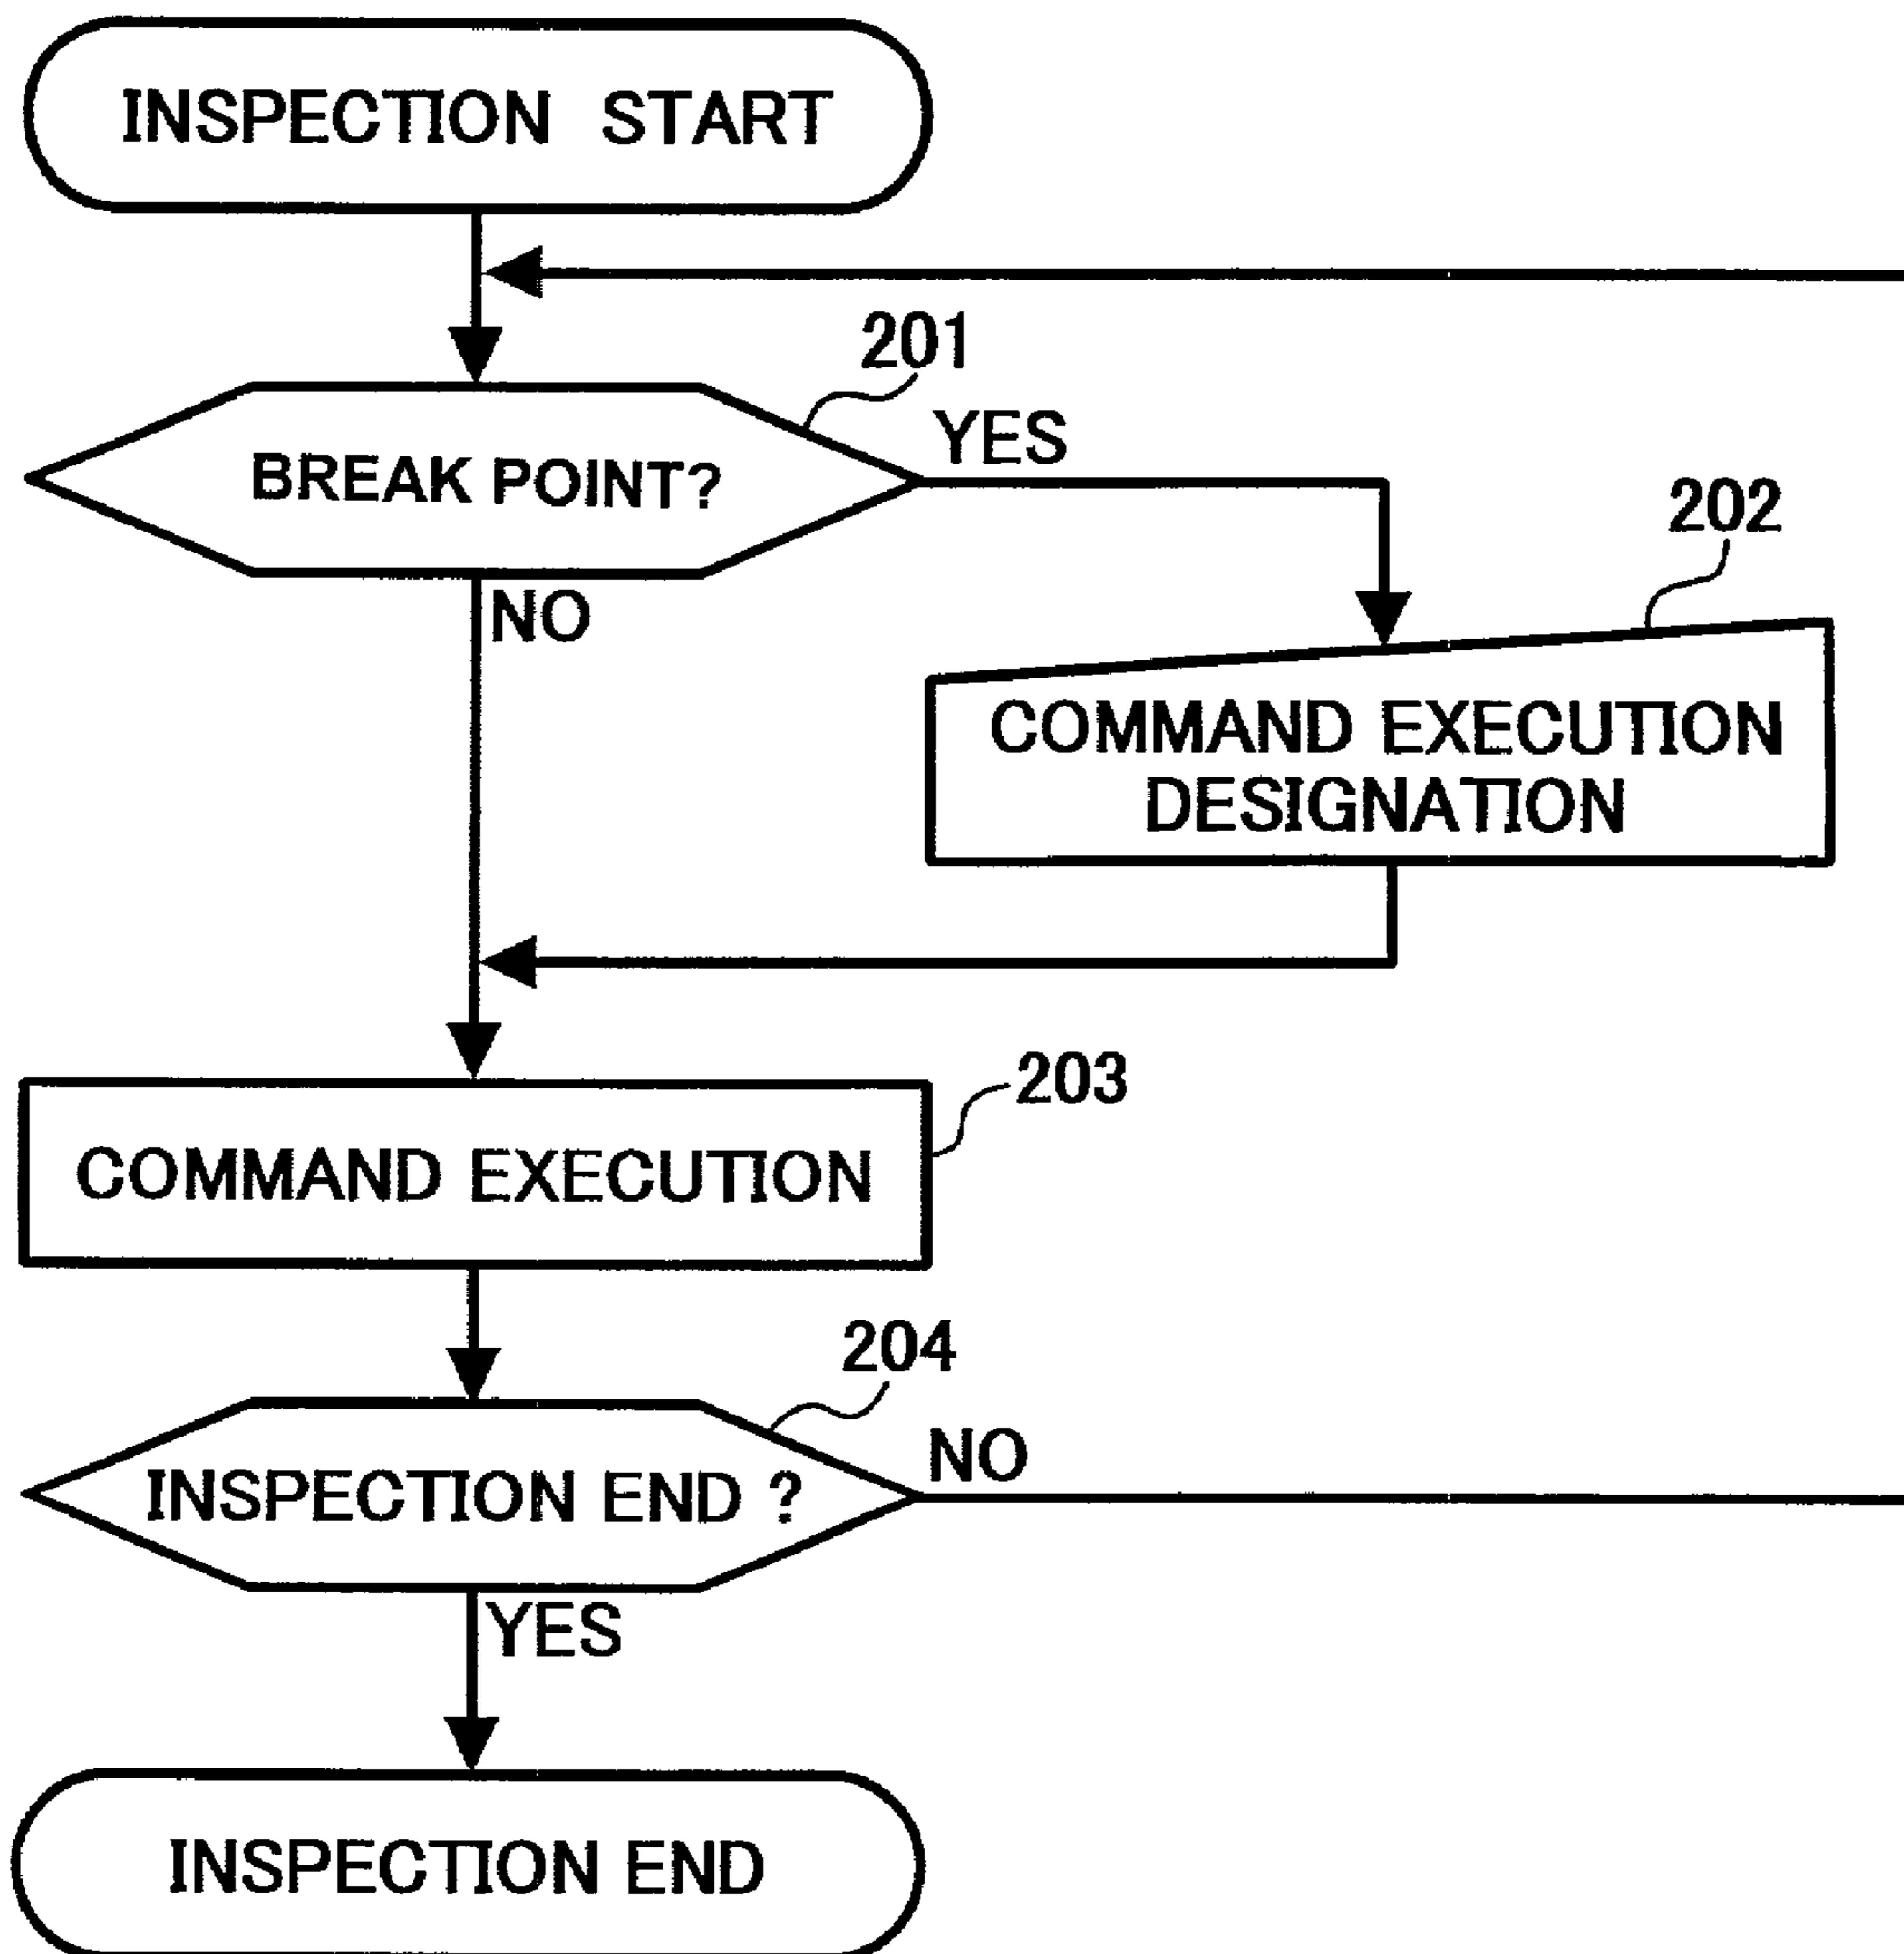 INSPECTION START
201
BREAK POINT?
YES
NO
202
COMMAND EXECUTION
DESIGNATION
203
COMMAND EXECUTION
204
INSPECTION END ?
NO
YES
INSPECTION END